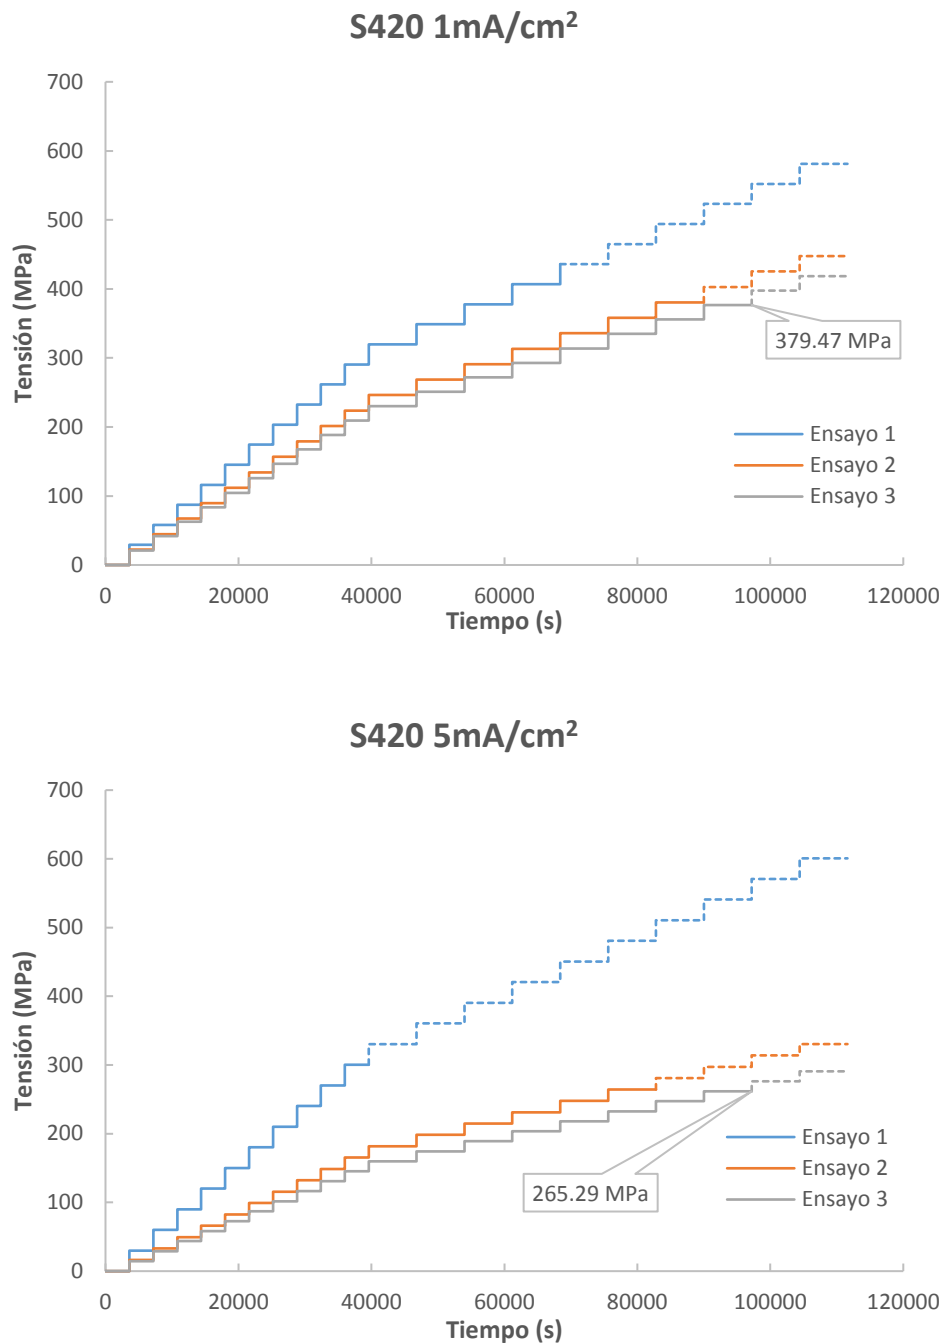 S420 1mA/cm²
700
600
500
400
300
200
100
0
Tensión (MPa)
379.47 MPa
Ensayo 1
Ensayo 2
Ensayo 3
0 20000 40000 60000 80000 100000 120000
Tiempo (s)
S420 5mA/cm²
700
600
500
400
300
200
100
0
Tensión (MPa)
265.29 MPa
Ensayo 1
Ensayo 2
Ensayo 3
0 20000 40000 60000 80000 100000 120000
Tiempo (s)